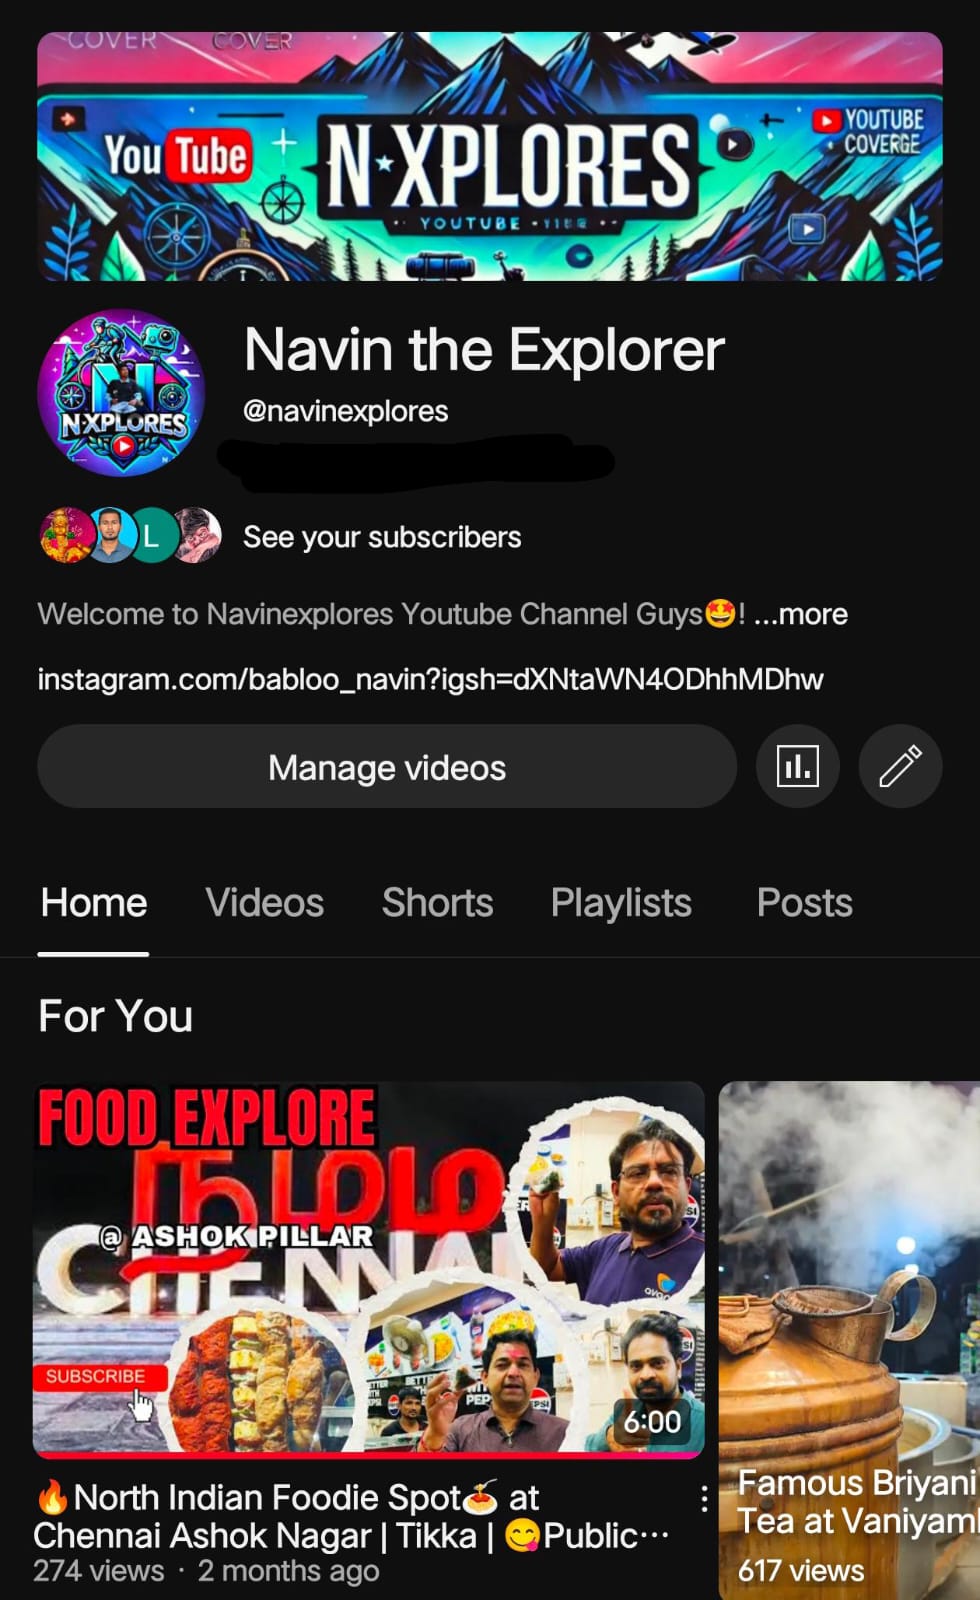 COVER COVER
YouTube
N★XPLORES
YOUTUBE
YOUTUBE
COVERGE
Navin the Explorer
@navinexplores
NXPLORES
L
See your subscribers
Welcome to Navinexplores Youtube Channel Guys🤩! ...more
instagram.com/babloo_navin?igsh=dXNtaWN4ODhhMDhw
Manage videos
Home Videos Shorts Playlists Posts
For You
FOOD EXPLORE
நம்ம
@ ASHOK PILLAR
CHENNAI
SUBSCRIBE
6:00
🔥North Indian Foodie Spot🍝 at
Chennai Ashok Nagar | Tikka | 😋Public...
274 views · 2 months ago
Famous Briyani
Tea at Vaniyam
617 views